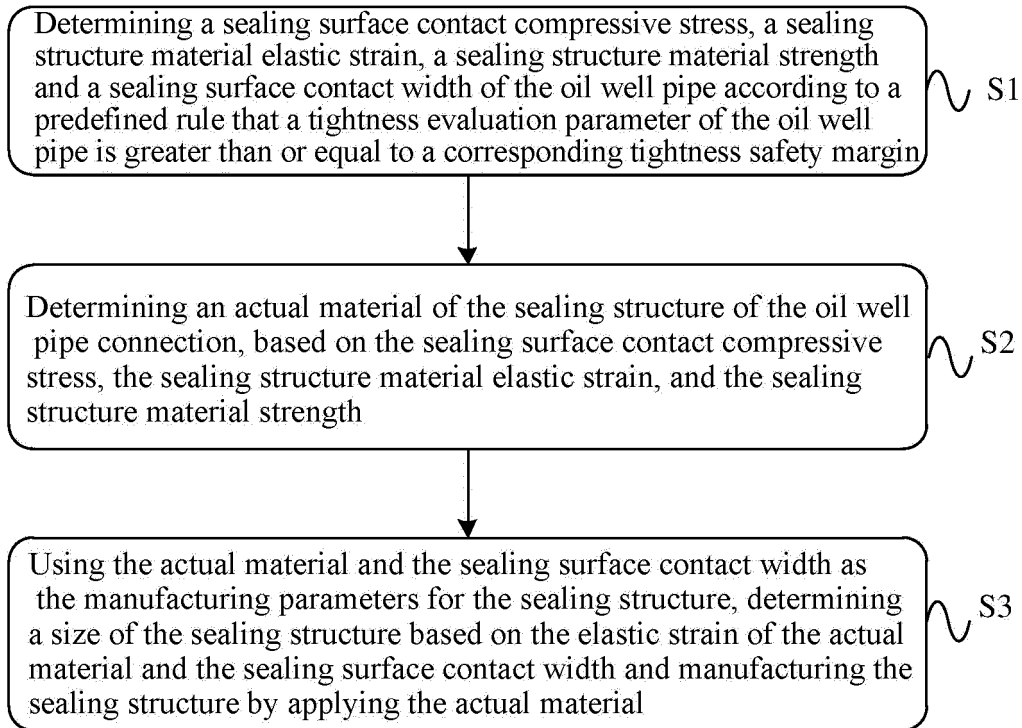 Determining a sealing surface contact compressive stress, a sealing
structure material elastic strain, a sealing structure material strength
and a sealing surface contact width of the oil well pipe according to a
predefined rule that a tightness evaluation parameter of the oil well
pipe is greater than or equal to a corresponding tightness safety margin
S1
Determining an actual material of the sealing structure of the oil well
pipe connection, based on the sealing surface contact compressive
stress, the sealing structure material elastic strain, and the sealing
structure material strength
S2
Using the actual material and the sealing surface contact width as
the manufacturing parameters for the sealing structure, determining
a size of the sealing structure based on the elastic strain of the actual
material and the sealing surface contact width and manufacturing the
sealing structure by applying the actual material
S3